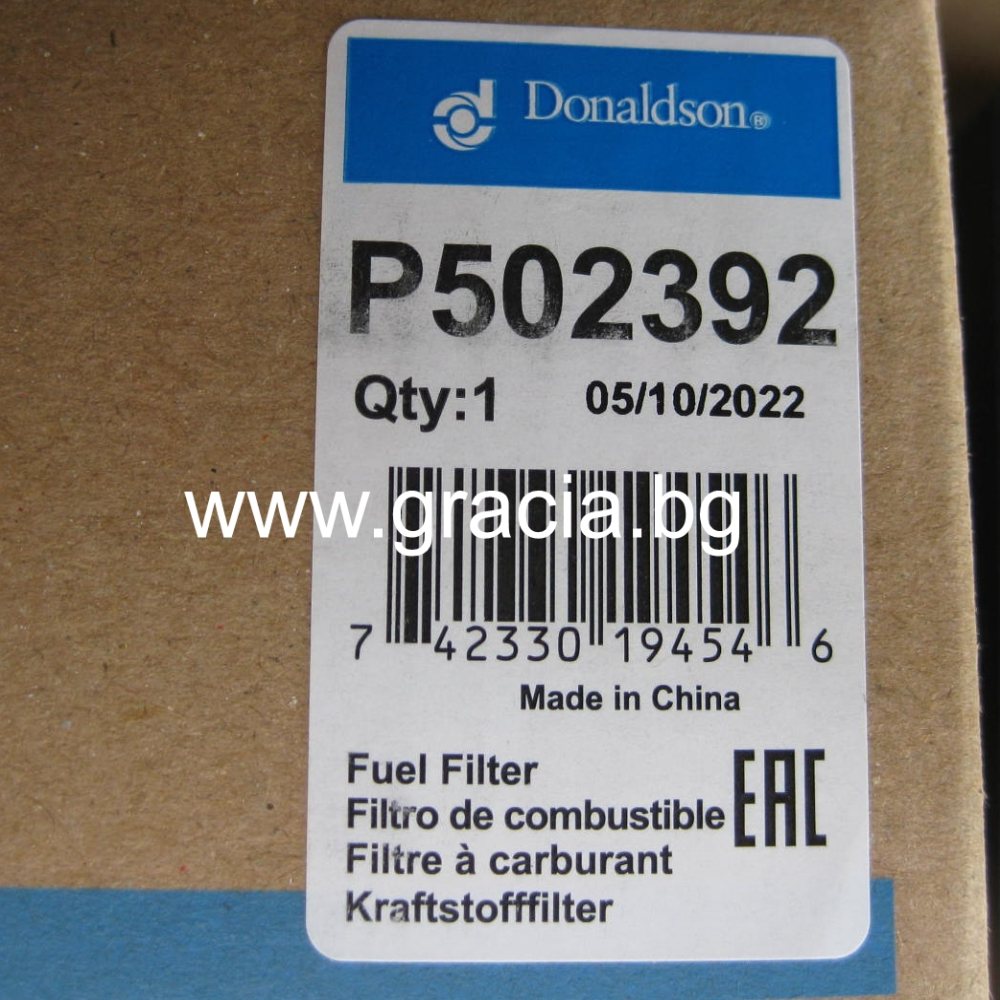 Donaldson®
P502392
Qty:1 05/10/2022
www.gracia.bg
7 42330 19454 6
Made in China
Fuel Filter
Filtro de combustible
Filtre à carburant
Kraftstofffilter
EAC